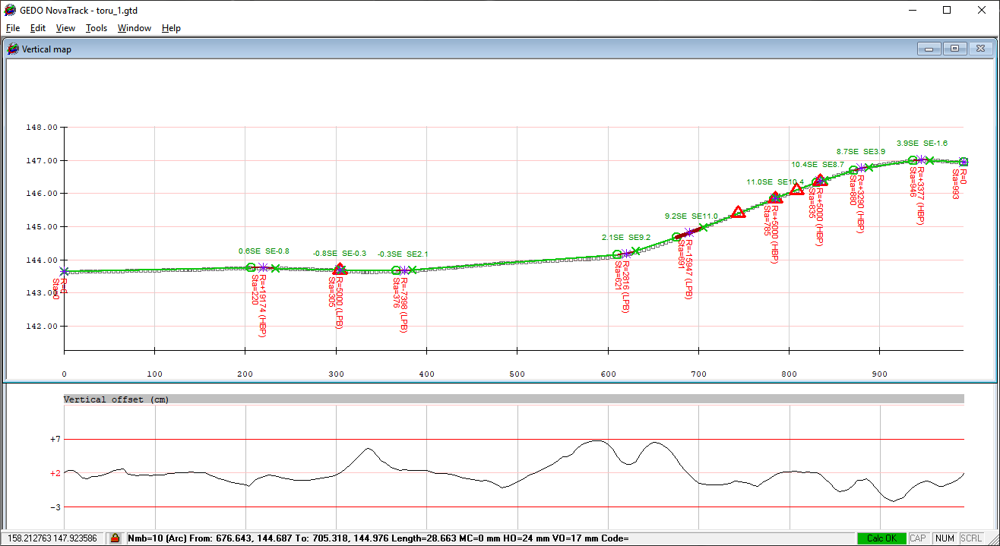 GEDO NovaTrack - toru_1.gtd
File Edit View Tools Window Help
Vertical map
148.00
147.00
146.00
145.00
144.00
143.00
142.00
0.6SE SE-0.8
-0.8SE SE-0.3
-0.3SE SE2.1
2.1SE SE9.2
9.2SE SE11.0
11.0SE SE10.4
10.4SE SE8.7
8.7SE SE3.9
3.9SE SE-1.6
R=0
Sta=0
R=+19174 (HBP)
Sta=220
R=5000 (LPB)
Sta=305
R=-7398 (LPB)
Sta=376
R=2816 (LPB)
Sta=621
R=-15947 (LPB)
Sta=691
R=+5000 (HBP)
Sta=785
R=+5000 (HBP)
Sta=835
R=+3290 (HBP)
Sta=880
R=+3377 (HBP)
Sta=946
R=0
Sta=993
0 100 200 300 400 500 600 700 800 900
Vertical offset (cm)
+7
+2
-3
158.212763 147.923586 Nmb=10 (Arc) From: 676.643, 144.687 To: 705.318, 144.976 Length=28.663 MC=0 mm HO=24 mm VO=17 mm Code= Calc OK CAP NUM SCRL